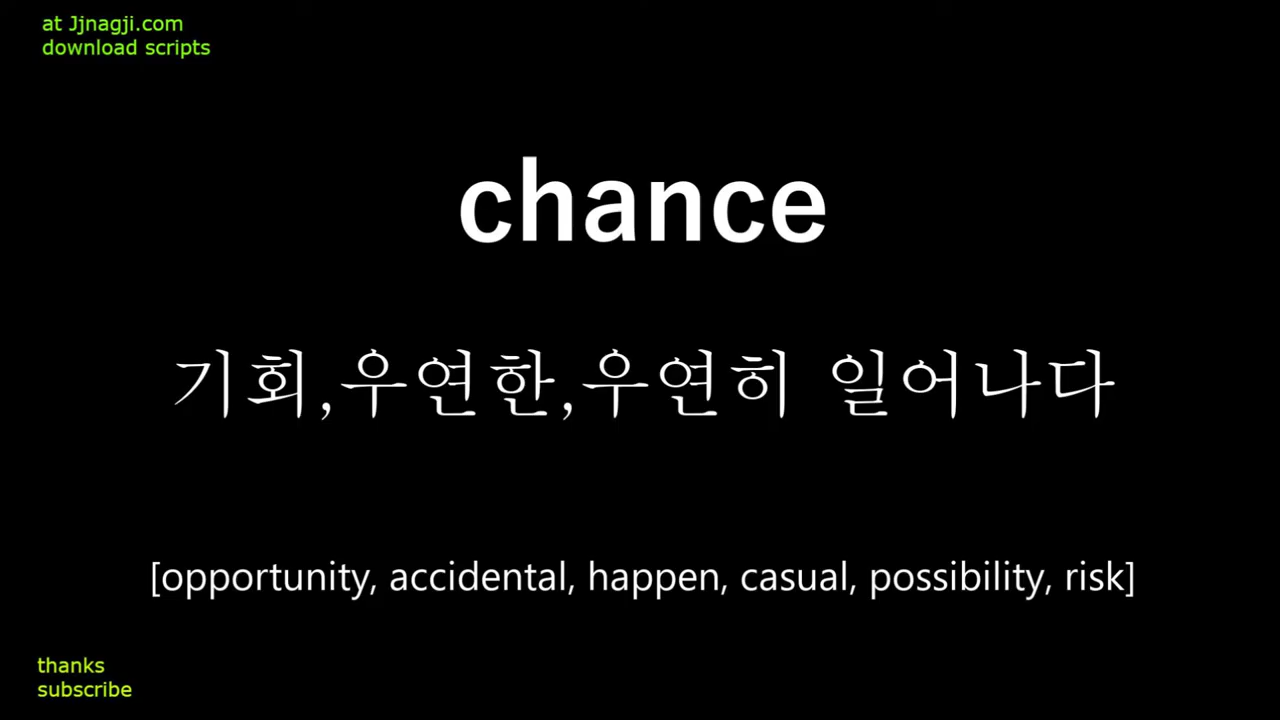 at Jjnagji.com
download scripts
chance
기회,우연한,우연히 일어나다
[opportunity, accidental, happen, casual, possibility, risk]
thanks
subscribe